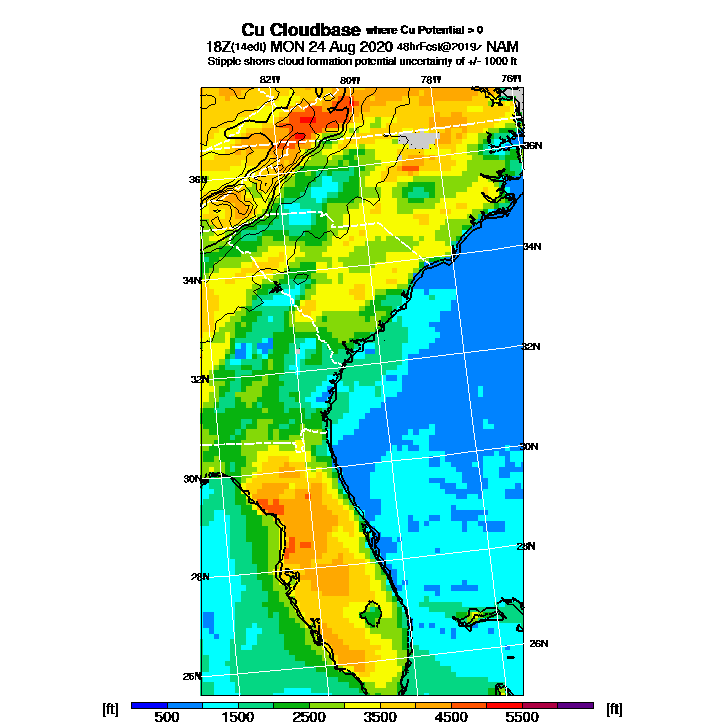 Cu Cloudbase where Cu Potential > 0
18Z(14edt) MON 24 Aug 2020 48hrFcst@2019z NAM
Stipple shows cloud formation potential uncertainty of +/- 1000 ft
82W 80W 78W 76W
36N
36N
34N
34N
32N
32N
30N
30N
28N
28N
26N
26N
[ft] 500 1500 2500 3500 4500 5500 [ft]